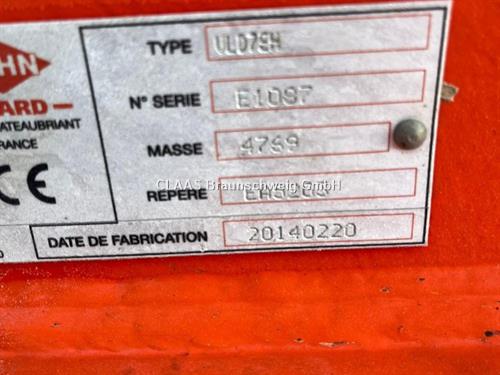 TYPE VLD7SH
HN
ARD
N° SERIE E1087
ATEAUBRIANT
RANCE
MASSE 4769
CE
CLAAS Braunschweig GmbH
REPERE
DATE DE FABRICATION 20140220